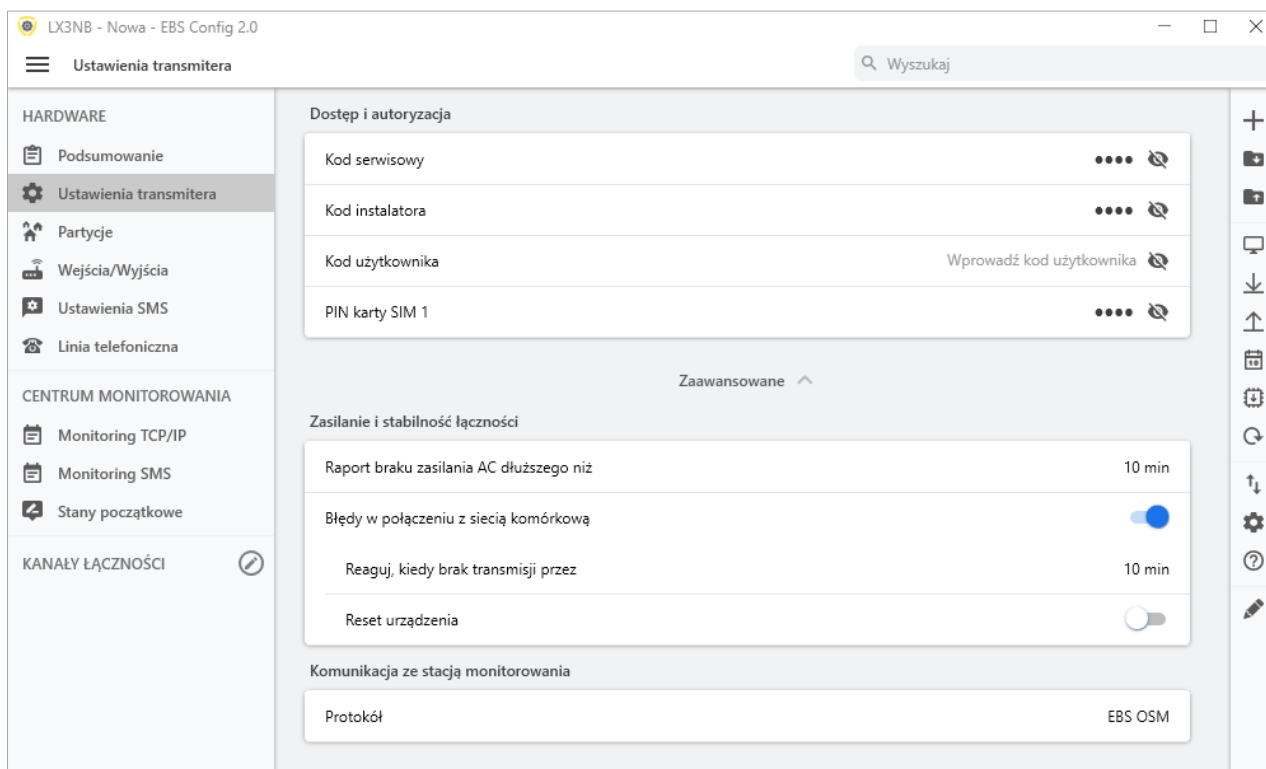 LX3NB - Nowa - EBS Config 2.0
Ustawienia transmitera
Wyszukaj
HARDWARE
Podsumowanie
Ustawienia transmitera
Partycje
Wejścia/Wyjścia
Ustawienia SMS
Linia telefoniczna
CENTRUM MONITOROWANIA
Monitoring TCP/IP
Monitoring SMS
Stany początkowe
KANAŁY ŁĄCZNOŚCI
Dostęp i autoryzacja
Kod serwisowy ••••
Kod instalatora ••••
Kod użytkownika Wprowadź kod użytkownika
PIN karty SIM 1 ••••
Zaawansowane
Zasilanie i stabilność łączności
Raport braku zasilania AC dłuższego niż 10 min
Błędy w połączeniu z siecią komórkową
Reaguj, kiedy brak transmisji przez 10 min
Reset urządzenia
Komunikacja ze stacją monitorowania
Protokół EBS OSM